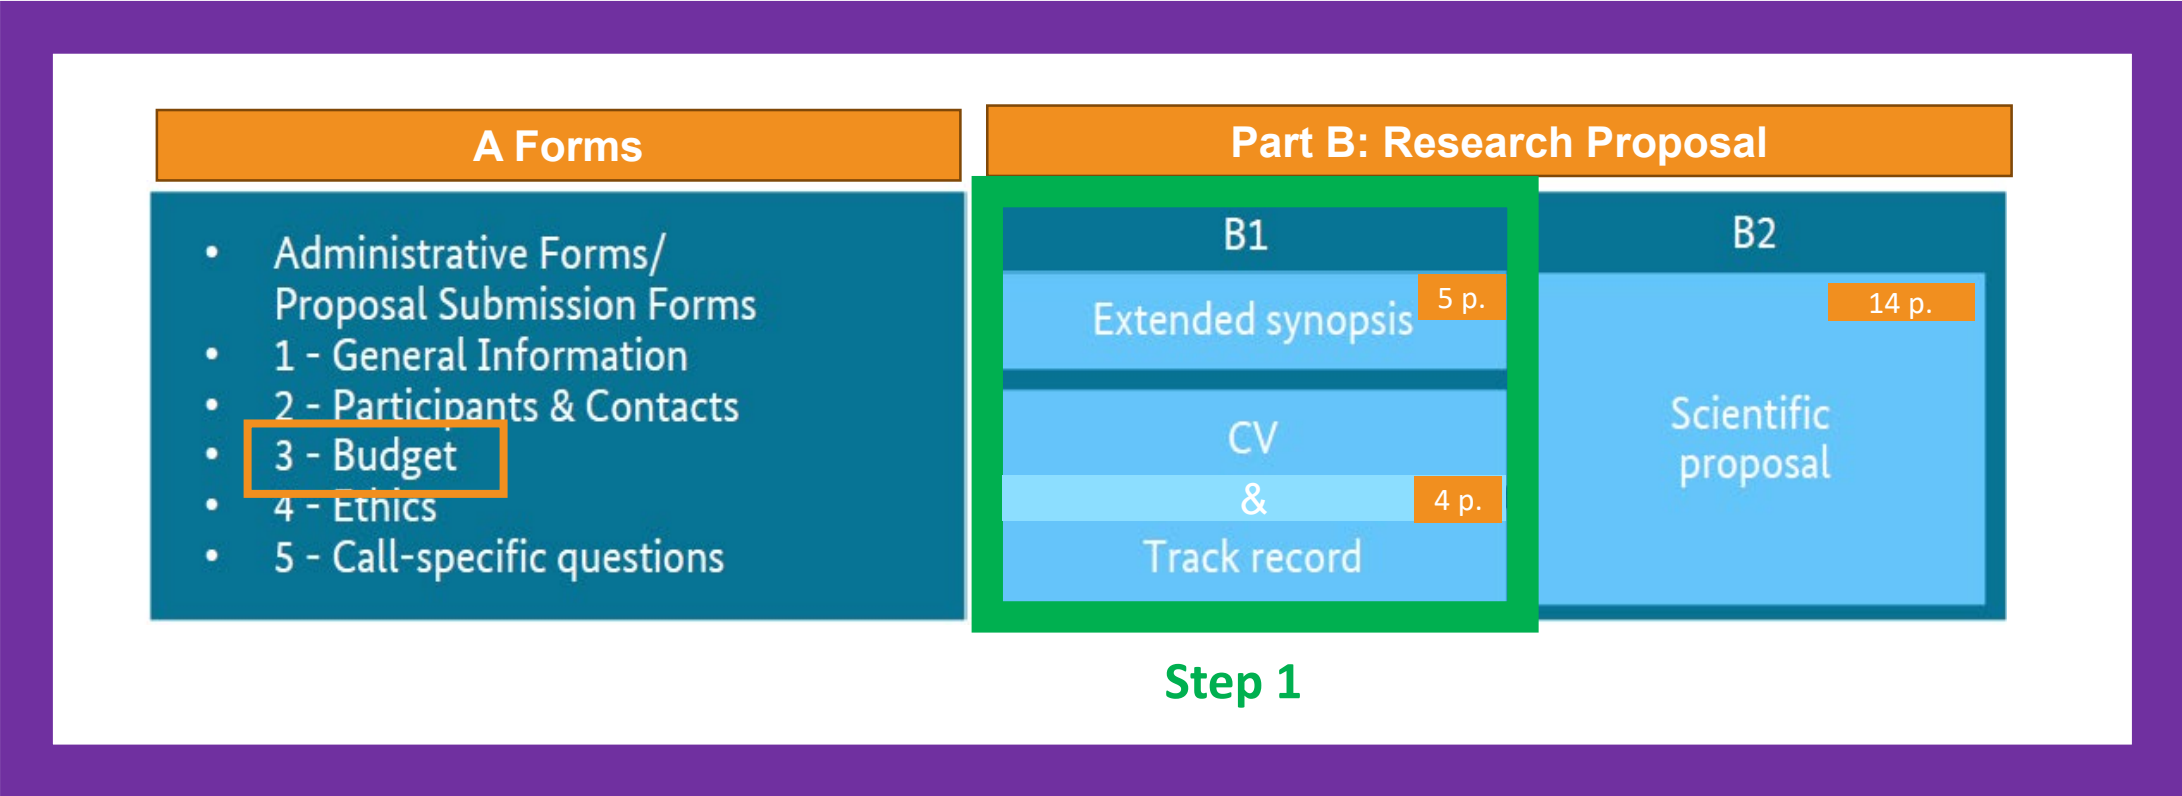 A Forms
• Administrative Forms/
Proposal Submission Forms
• 1 - General Information
• 2 - Participants & Contacts
• 3 - Budget
• 4 - Ethics
• 5 - Call-specific questions
Part B: Research Proposal
B1
Extended synopsis
5 p.
CV
&
4 p.
Track record
B2
14 p.
Scientific
proposal
Step 1